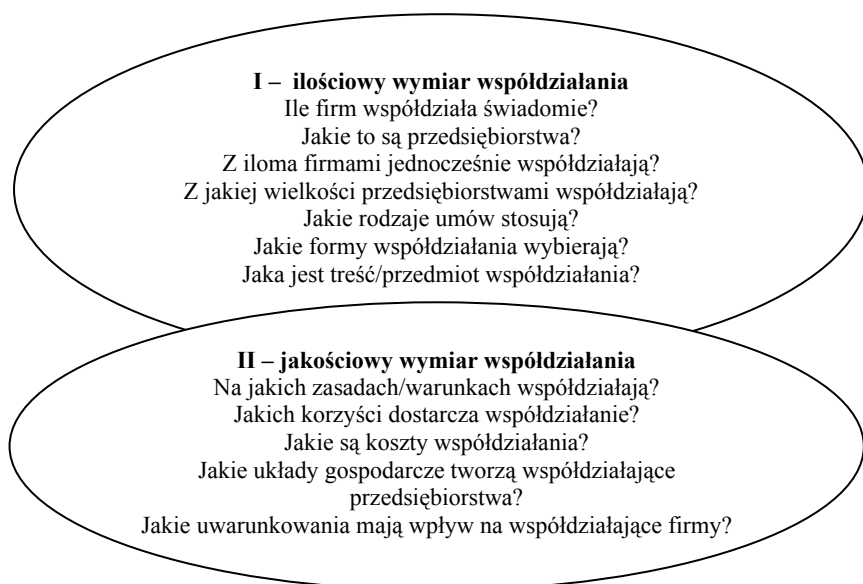 I – ilościowy wymiar współdziałania
Ile firm współdziała świadomie?
Jakie to są przedsiębiorstwa?
Z iloma firmami jednocześnie współdziałają?
Z jakiej wielkości przedsiębiorstwami współdziałają?
Jakie rodzaje umów stosują?
Jakie formy współdziałania wybierają?
Jaka jest treść/przedmiot współdziałania?
II – jakościowy wymiar współdziałania
Na jakich zasadach/warunkach współdziałają?
Jakich korzyści dostarcza współdziałanie?
Jakie są koszty współdziałania?
Jakie układy gospodarcze tworzą współdziałające
przedsiębiorstwa?
Jakie uwarunkowania mają wpływ na współdziałające firmy?